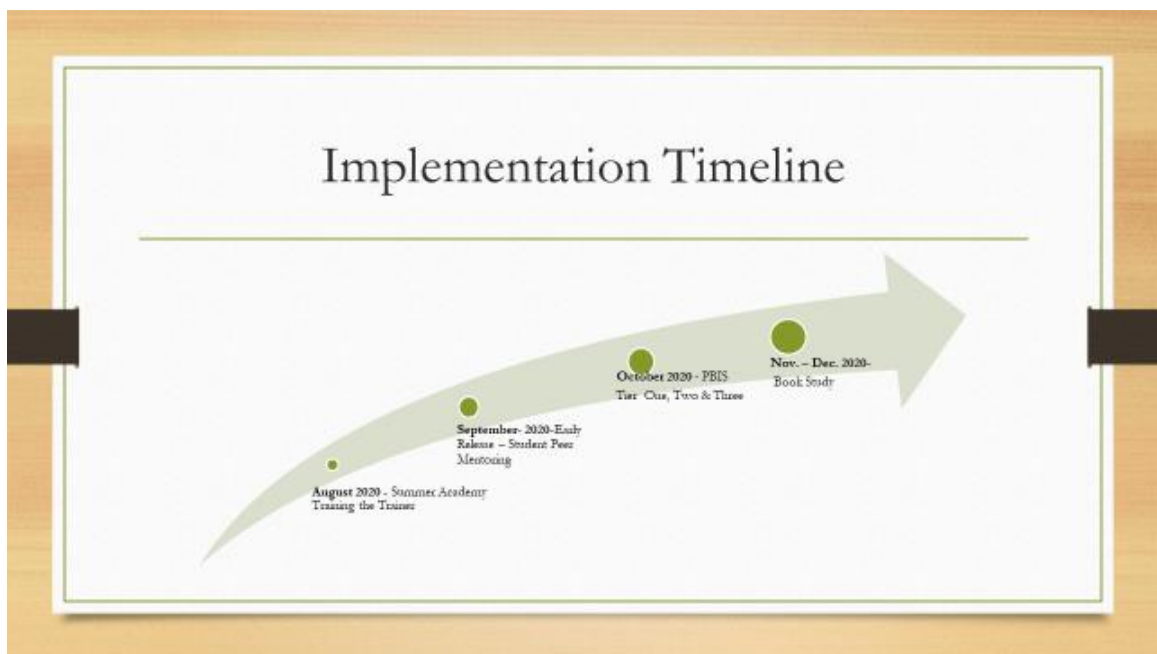 Implementation Timeline
Nov. – Dec. 2020-
Book Study
October 2020 - PBIS
Tier One, Two & Three
September- 2020-Early
Release – Student Peer
Mentoring
August 2020 - Summer Academy
Training the Trainer